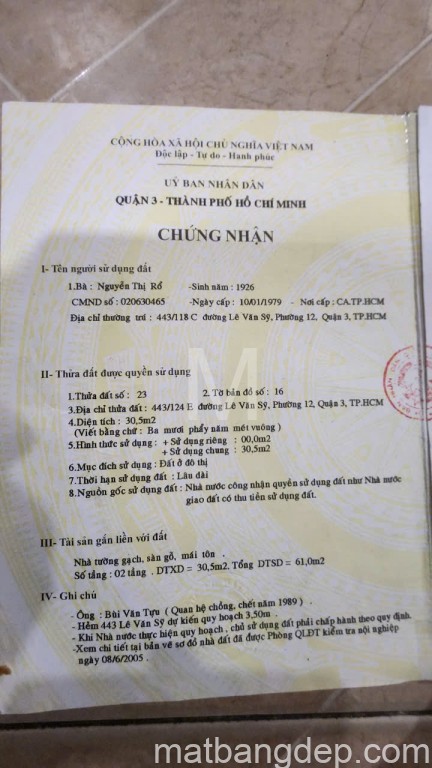 CỘNG HÒA XÃ HỘI CHỦ NGHĨA VIỆT NAM
Độc lập - Tự do - Hạnh phúc
UỶ BAN NHÂN DÂN
QUẬN 3 - THÀNH PHỐ HỒ CHÍ MINH
CHỨNG NHẬN
I- Tên người sử dụng đất
1.Bà : Nguyễn Thị Rổ -Sinh năm : 1926
CMND số : 020630465 -Ngày cấp : 10/01/1979 - Nơi cấp : CA.TP.HCM
Địa chỉ thường trú : 443/118 C đường Lê Văn Sỹ, Phường 12, Quận 3, TP.HCM
M
II- Thửa đất được quyền sử dụng
1.Thửa đất số : 23 2. Tờ bản đồ số : 16
3.Địa chỉ thửa đất : 443/124 E đường Lê Văn Sỹ, Phường 12, Quận 3, TP.HCM
4.Diện tích : 30,5m2
(Viết bằng chữ : Ba mươi phẩy năm mét vuông)
5.Hình thức sử dụng : + Sử dụng riêng : 00,0m2
+ Sử dụng chung : 30,5m2
6.Mục đích sử dụng : Đất ở đô thị
7.Thời hạn sử dụng đất : Lâu dài
8.Nguồn gốc sử dụng đất : Nhà nước công nhận quyền sử dụng đất như Nhà nước
giao đất có thu tiền sử dụng đất.
III- Tài sản gắn liền với đất
Nhà tường gạch, sàn gỗ, mái tôn .
Số tầng : 02 tầng . DTXD = 30,5m2, Tổng DTSD = 61,0m2
IV- Ghi chú
- Ông : Bùi Văn Tựu ( Quan hệ chồng, chết năm 1989 ) .
- Hẻm 443 Lê Văn Sỹ dự kiến quy hoạch 3,50m .
- Khi Nhà nước thực hiện quy hoạch , chủ sử dụng đất phải chấp hành theo quy định.
-Xem chi tiết tại bản vẽ sơ đồ nhà đất đã được Phòng QLĐT kiểm tra nội nghiệp
ngày 08/6/2005 .
matbangdep.com